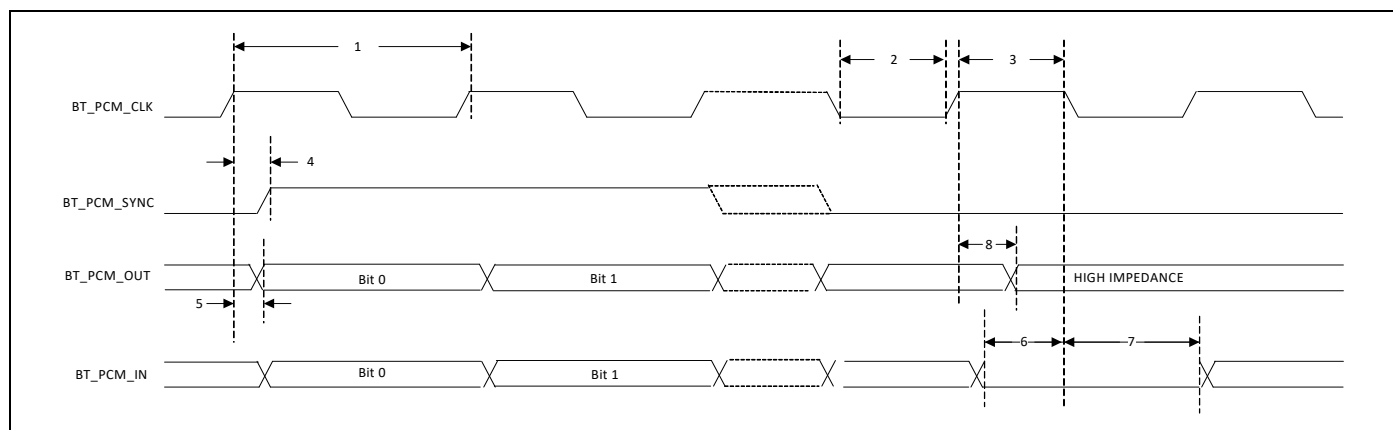 1
2
3
BT_PCM_CLK
4
BT_PCM_SYNC
8
BT_PCM_OUT
Bit 0
Bit 1
HIGH IMPEDANCE
5
6
7
BT_PCM_IN
Bit 0
Bit 1